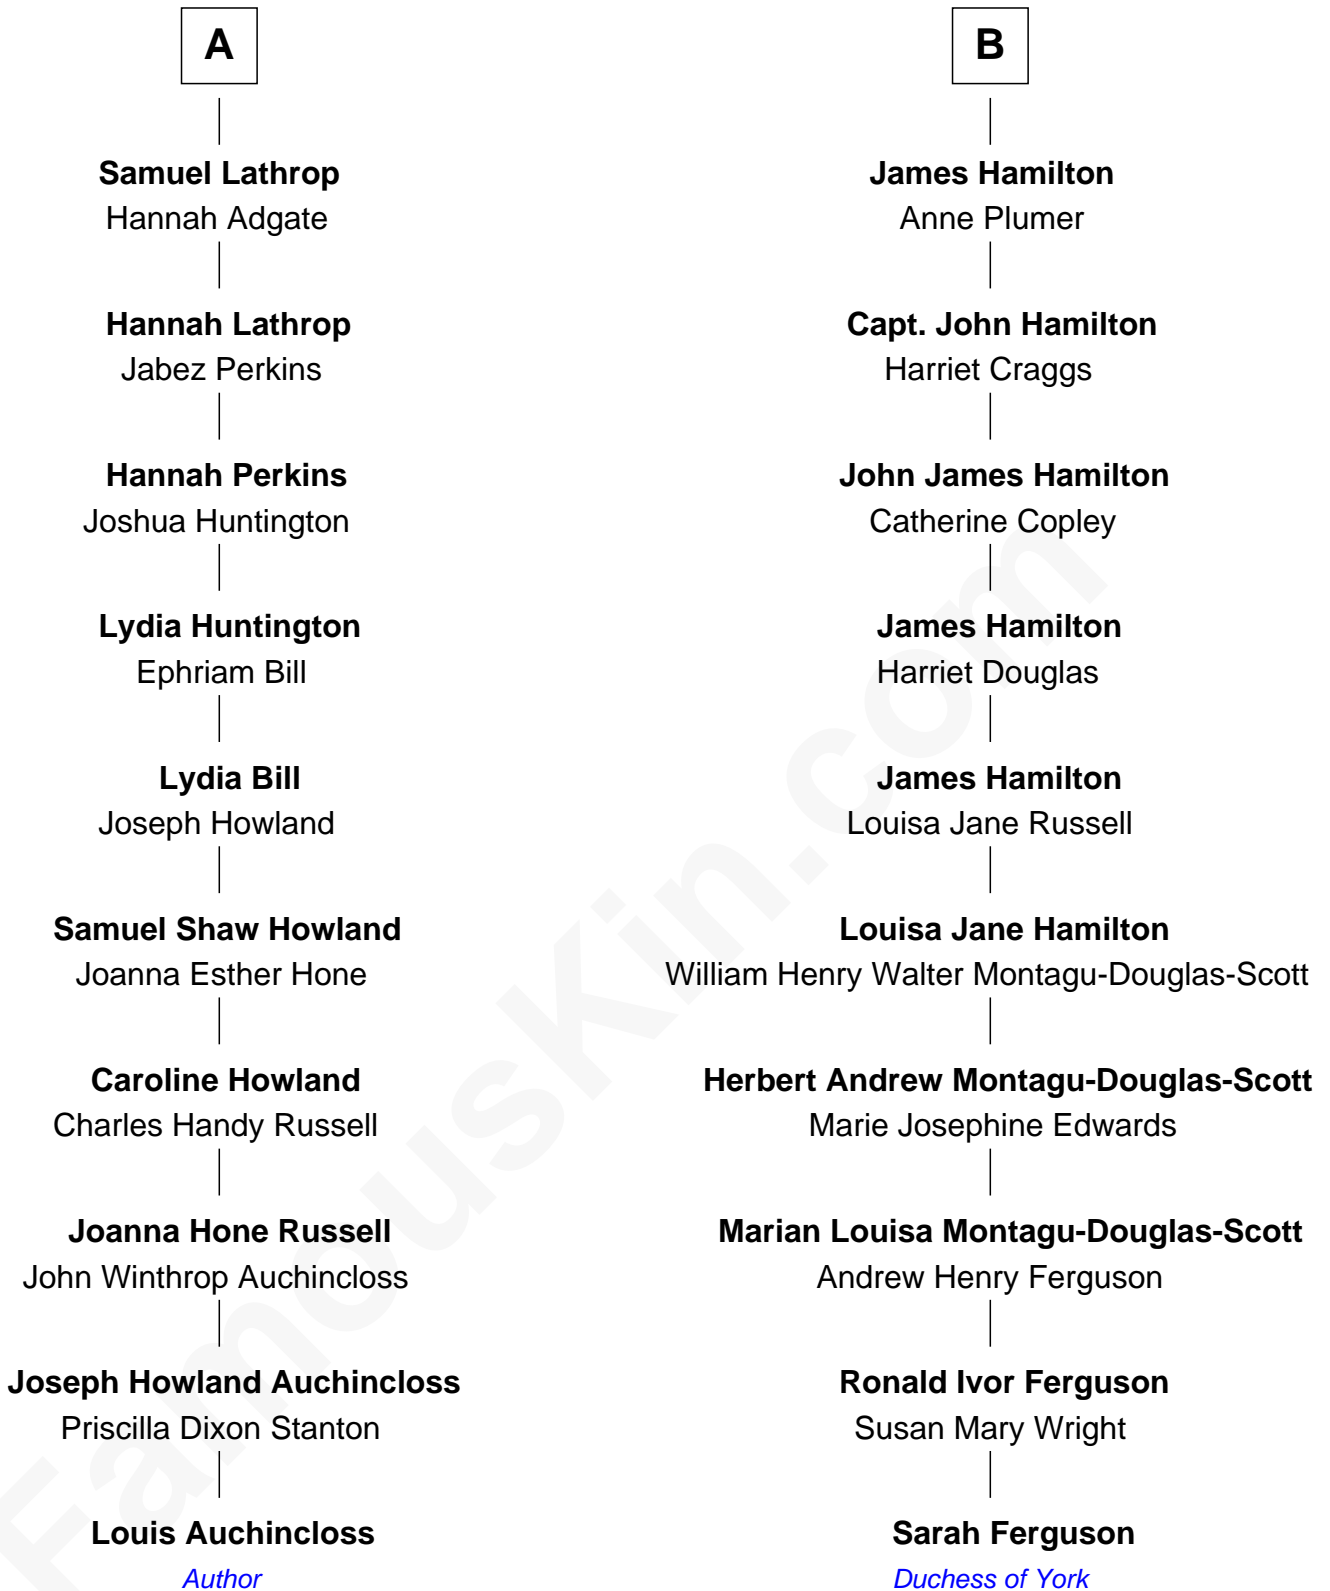 A
Samuel Lathrop
Hannah Adgate
Hannah Lathrop
Jabez Perkins
Hannah Perkins
Joshua Huntington
Lydia Huntington
Ephriam Bill
Lydia Bill
Joseph Howland
Samuel Shaw Howland
Joanna Esther Hone
Caroline Howland
Charles Handy Russell
Joanna Hone Russell
John Winthrop Auchincloss
Joseph Howland Auchincloss
Priscilla Dixon Stanton
Louis Auchincloss
Author
B
James Hamilton
Anne Plumer
Capt. John Hamilton
Harriet Craggs
John James Hamilton
Catherine Copley
James Hamilton
Harriet Douglas
James Hamilton
Louisa Jane Russell
Louisa Jane Hamilton
William Henry Walter Montagu-Douglas-Scott
Herbert Andrew Montagu-Douglas-Scott
Marie Josephine Edwards
Marian Louisa Montagu-Douglas-Scott
Andrew Henry Ferguson
Ronald Ivor Ferguson
Susan Mary Wright
Sarah Ferguson
Duchess of York
FamousKin.com